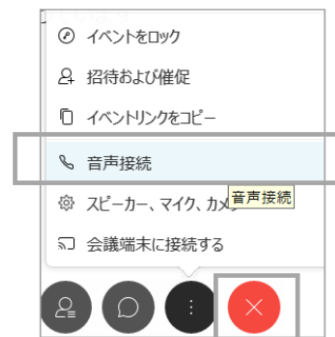 イベントをロック
招待および催促
イベントリンクをコピー
音声接続
スピーカー、マイク、カメ
音声接続
会議端末に接続する